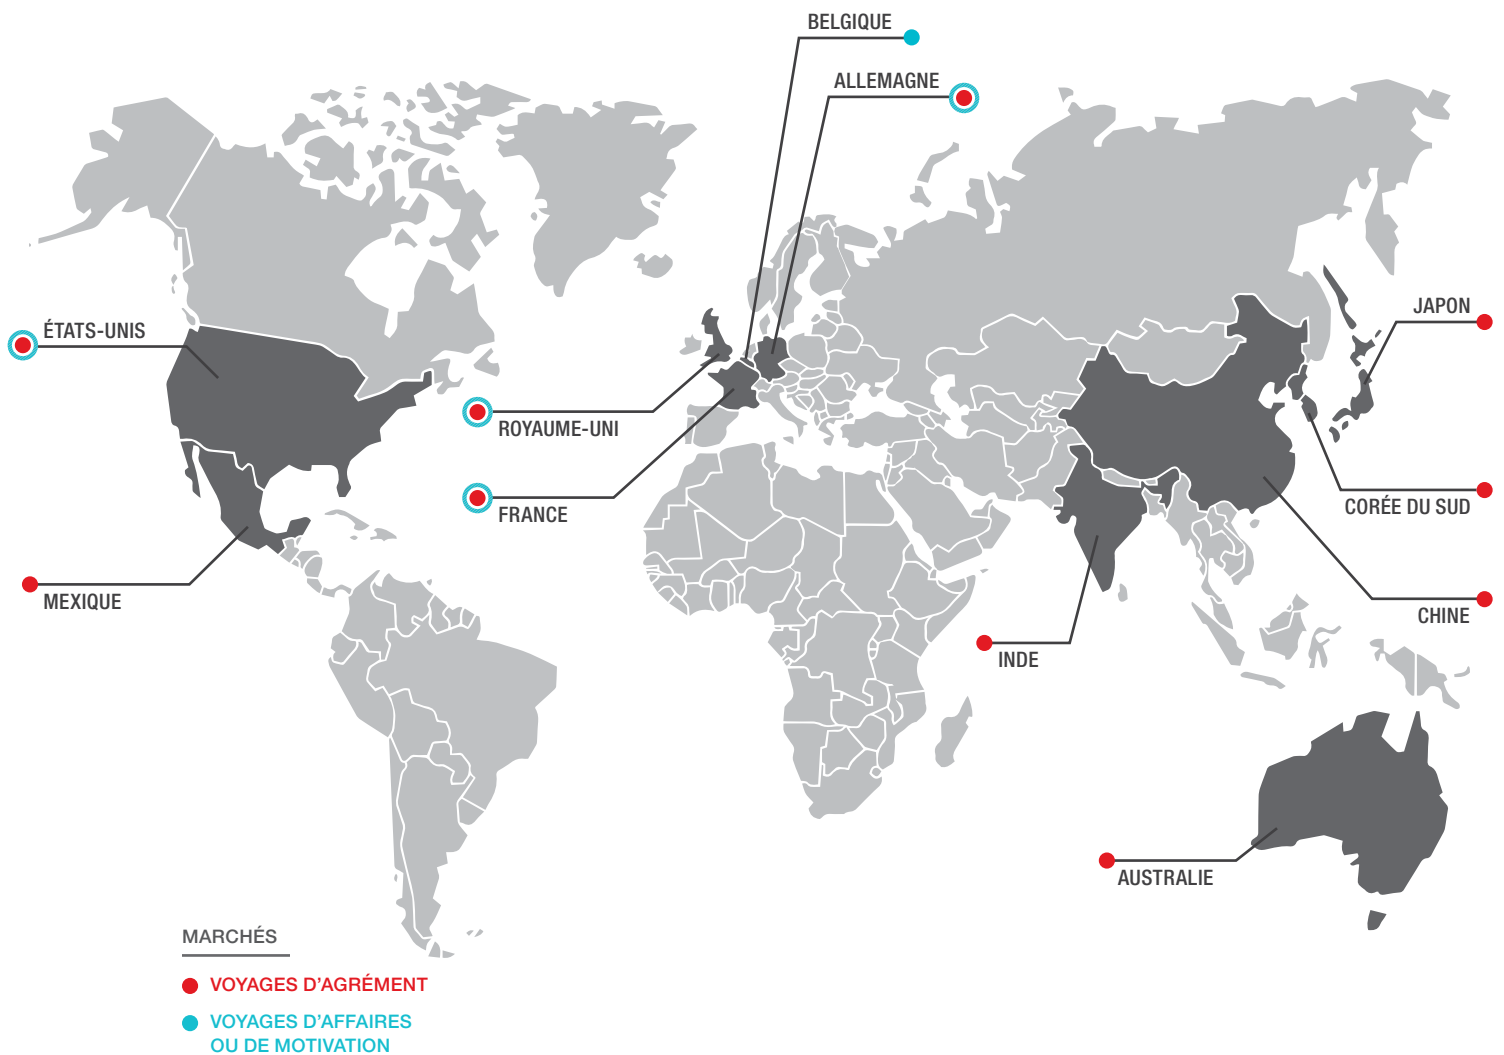 BELGIQUE
ALLEMAGNE
JAPON
ÉTATS-UNIS
ROYAUME-UNI
CORÉE DU SUD
FRANCE
MEXIQUE
CHINE
INDE
AUSTRALIE
MARCHÉS
VOYAGES D'AGRÉMENT
VOYAGES D'AFFAIRES
OU DE MOTIVATION